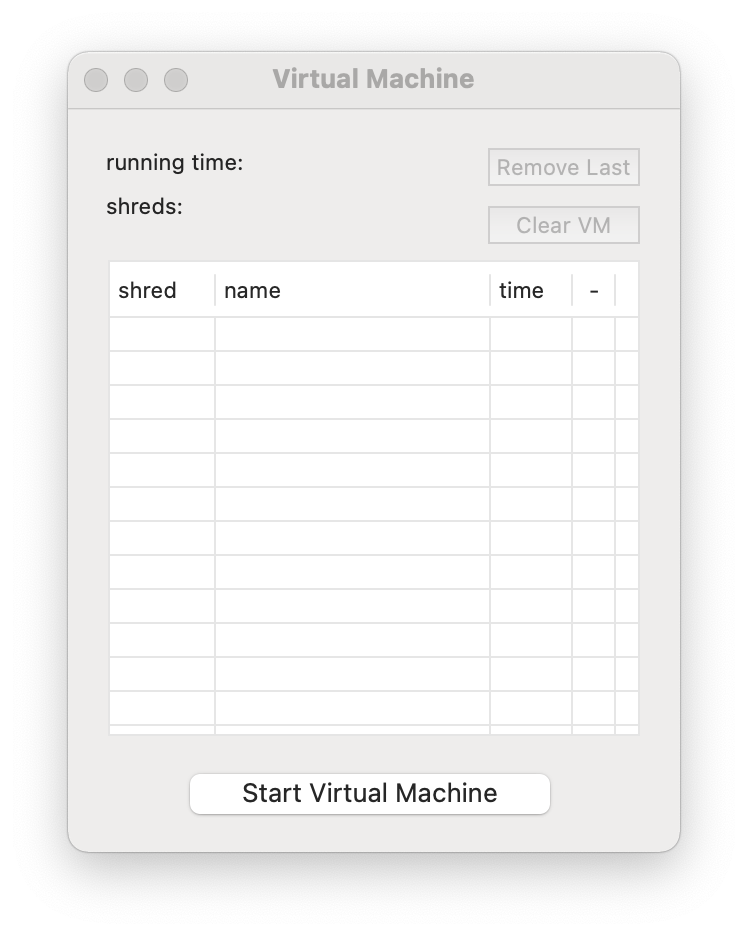 Virtual Machine
running time:
Remove Last
shreds:
Clear VM
shred name time -
Start Virtual Machine